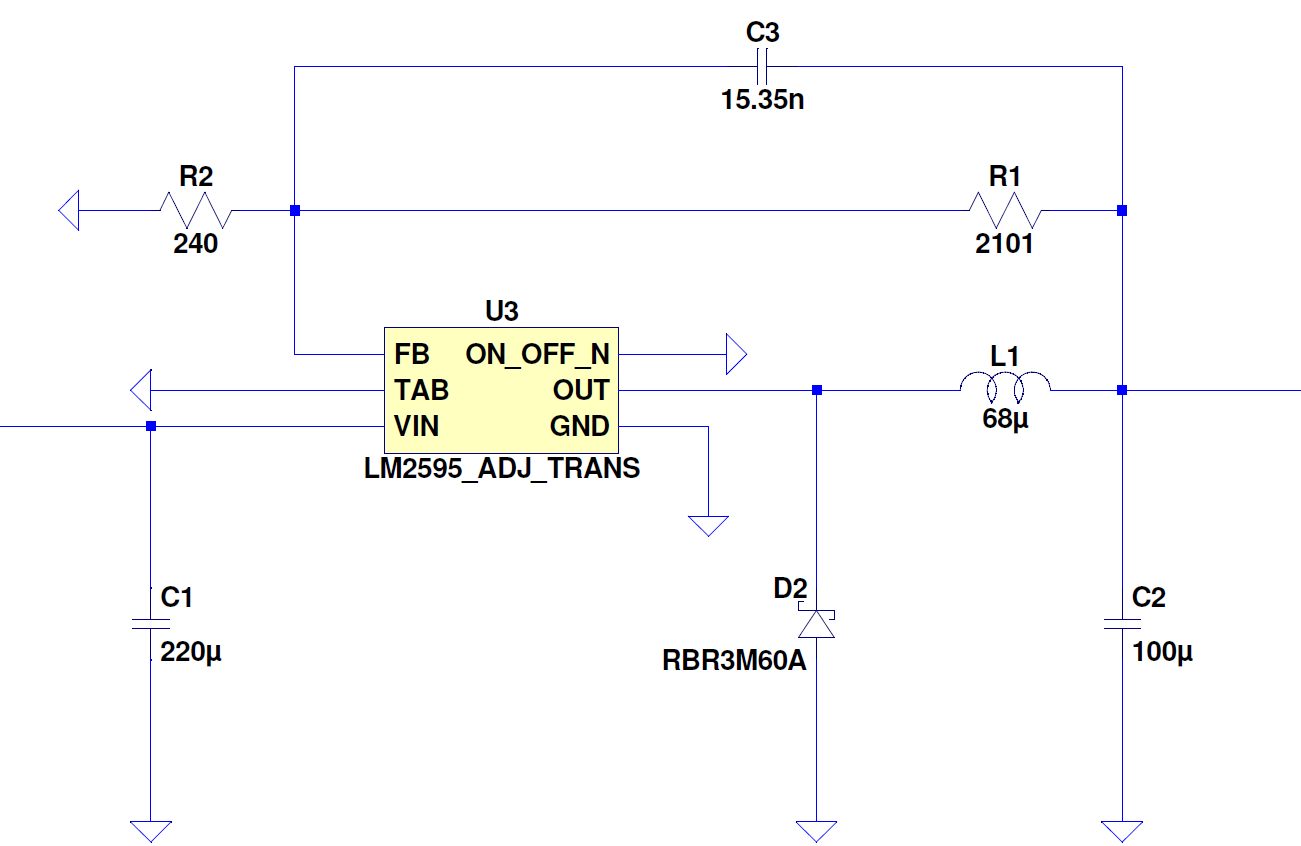 C3
15.35n
R2
R1
240
2101
U3
FB ON_OFF_N
TAB OUT
VIN GND
LM2595_ADJ_TRANS
L1
68µ
C1
220µ
D2
RBR3M60A
C2
100µ